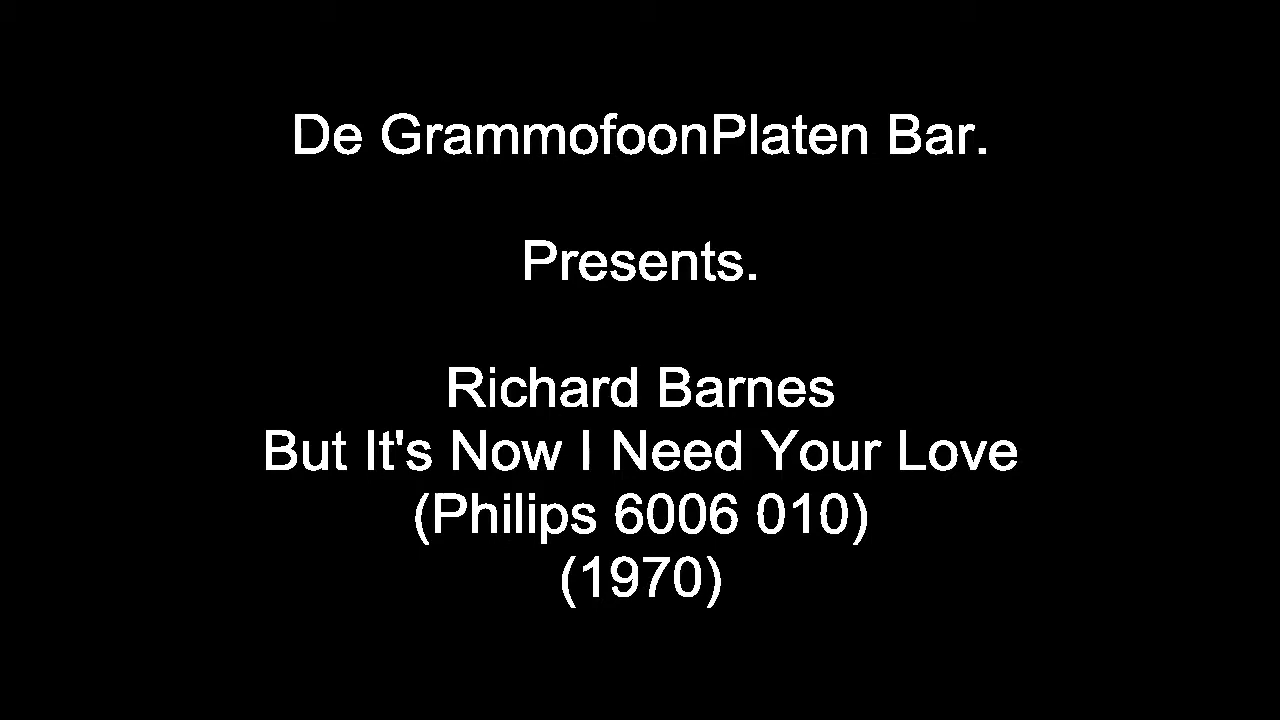 De GrammofoonPlaten Bar.
Presents.
Richard Barnes
But It's Now I Need Your Love
(Philips 6006 010)
(1970)